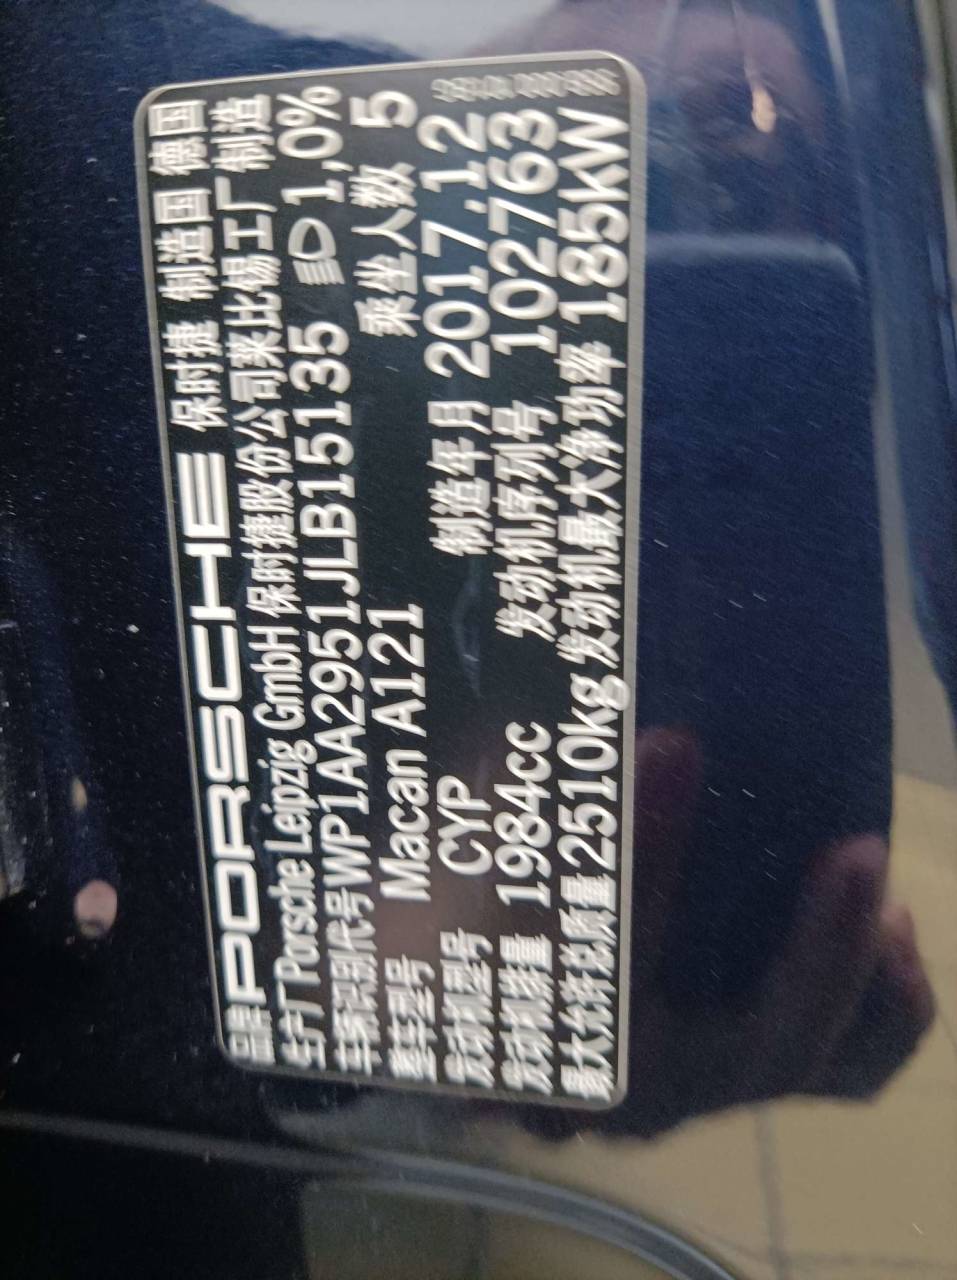 品牌 PORSCHE 保时捷 制造国 德国
生产厂 Porsche Leipzig GmbH 保时捷股份公司莱比锡工厂 制造
车辆识别代号 WP1AA2951JLB15135 1,0%
整车型号 Macan A121 乘坐人数 5
发动机型号 CYP 制造年月 2017.12
发动机排量 1984cc 发动机序列号 102763
最大允许总质量 2510kg 发动机最大净功率 185kW